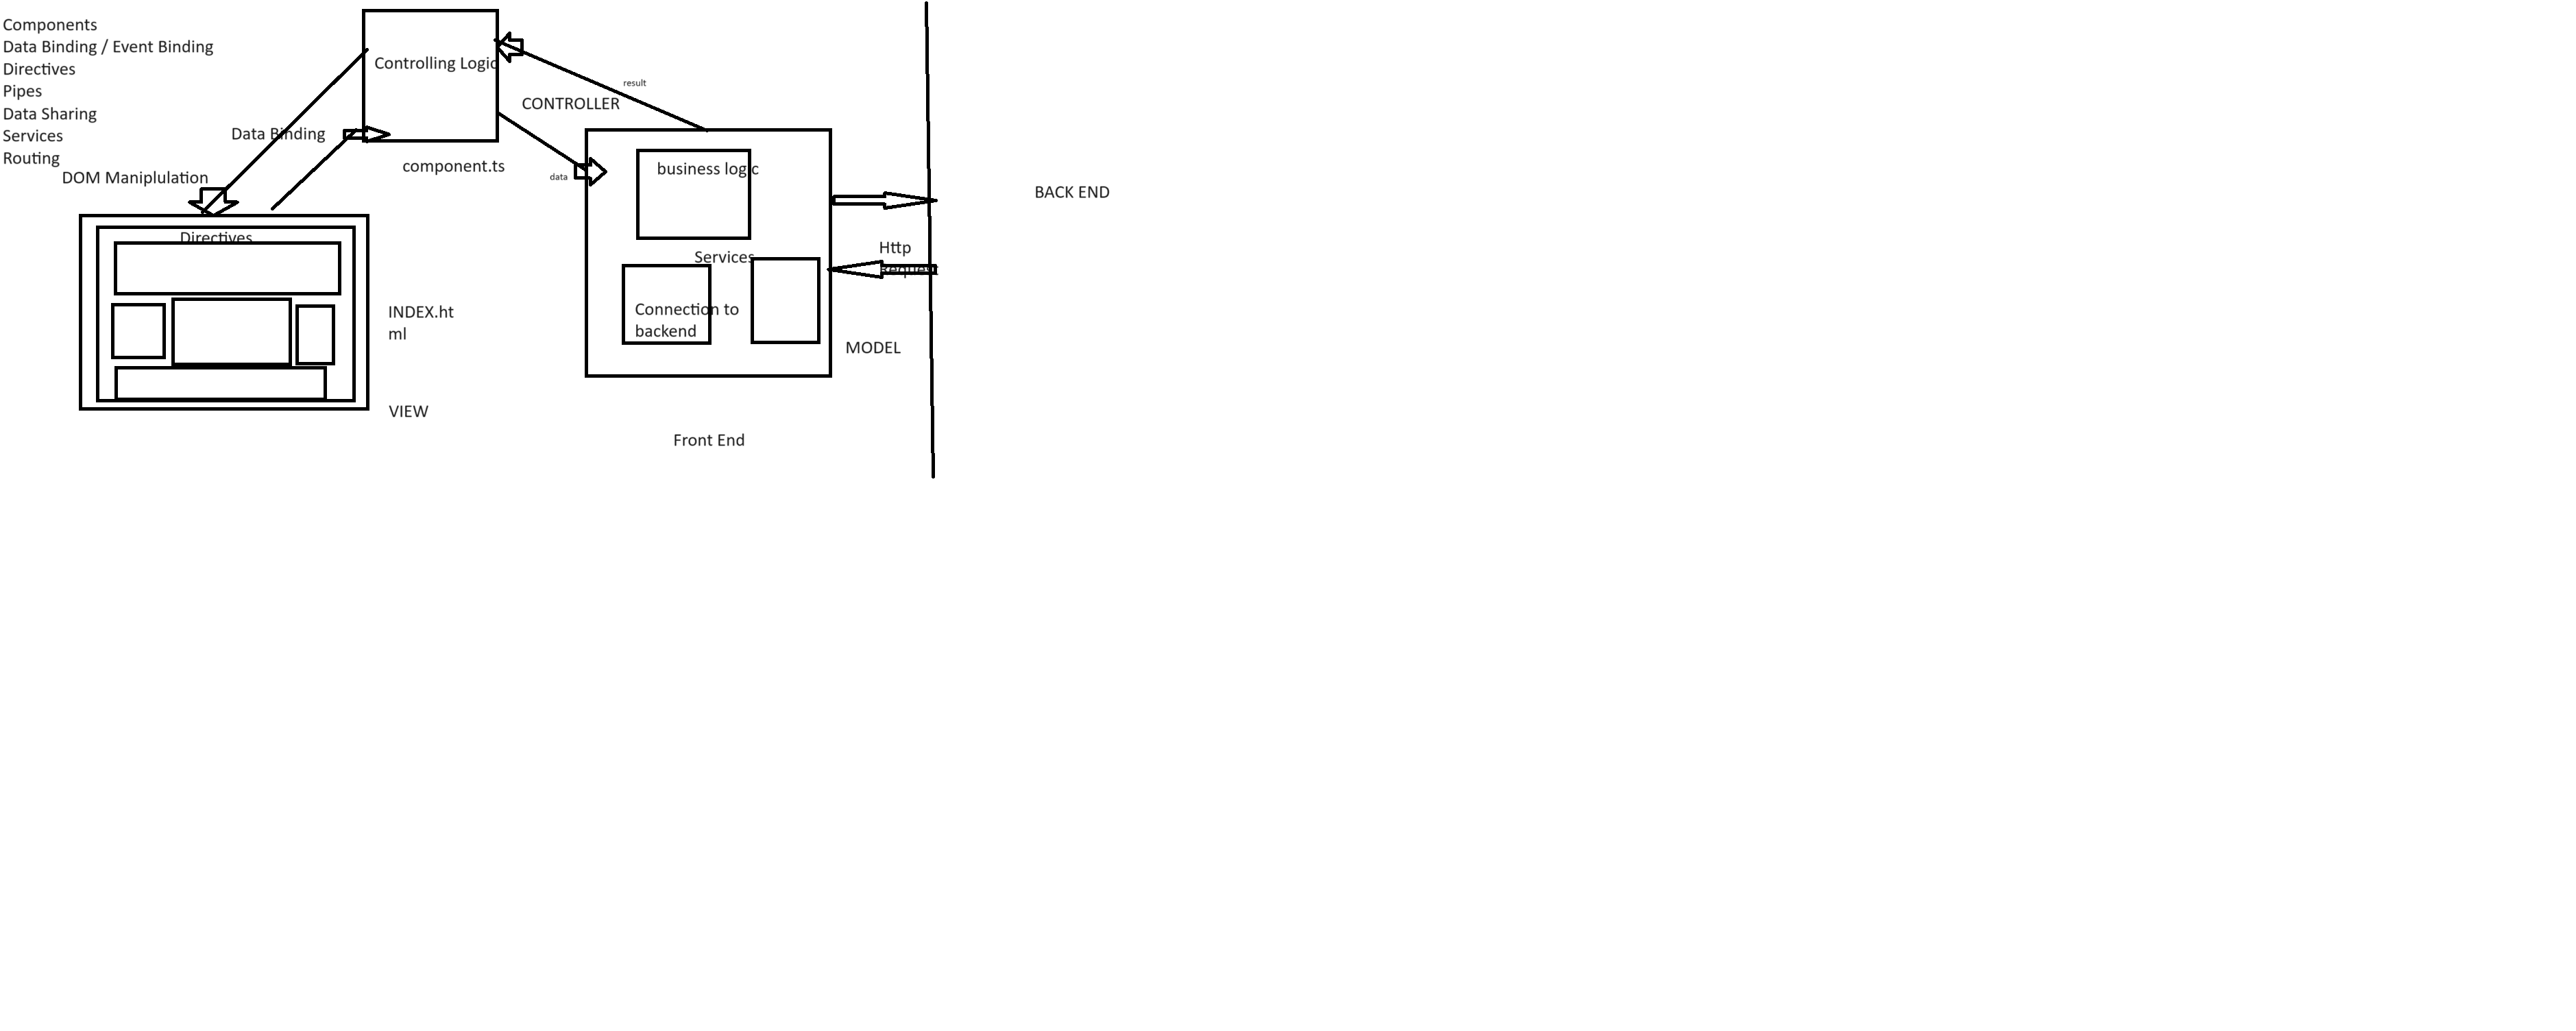 Components
Data Binding / Event Binding
Directives
Pipes
Data Sharing
Services
Routing
Controlling Logic
result
CONTROLLER
Data Binding
component.ts
DOM Maniplulation
data
business logic
BACK END
Directives
Services
Http
Request
Connection to
backend
INDEX.ht
ml
MODEL
VIEW
Front End